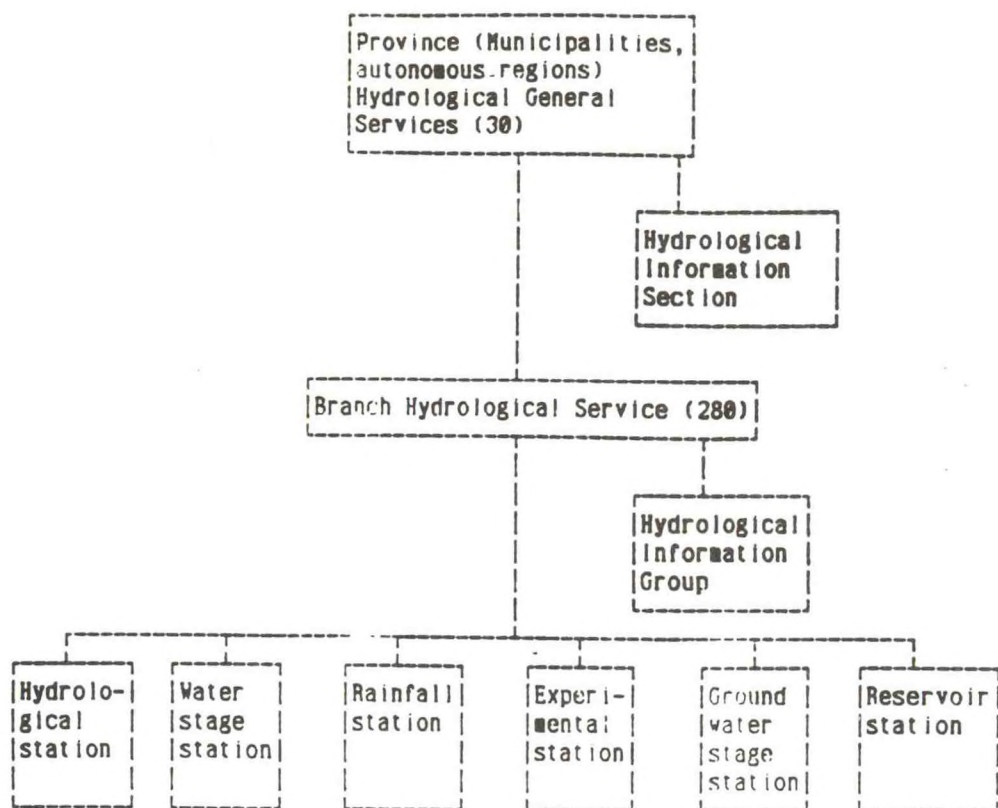 Province (Municipalities,
autonomous regions)
Hydrological General
Services (30)
Hydrological
Information
Section
Branch Hydrological Service (280)
Hydrological
Information
Group
Hydrolo-
gical
station
Water
stage
station
Rainfall
station
Experi-
mental
station
Ground
water
stage
station
Reservoir
station